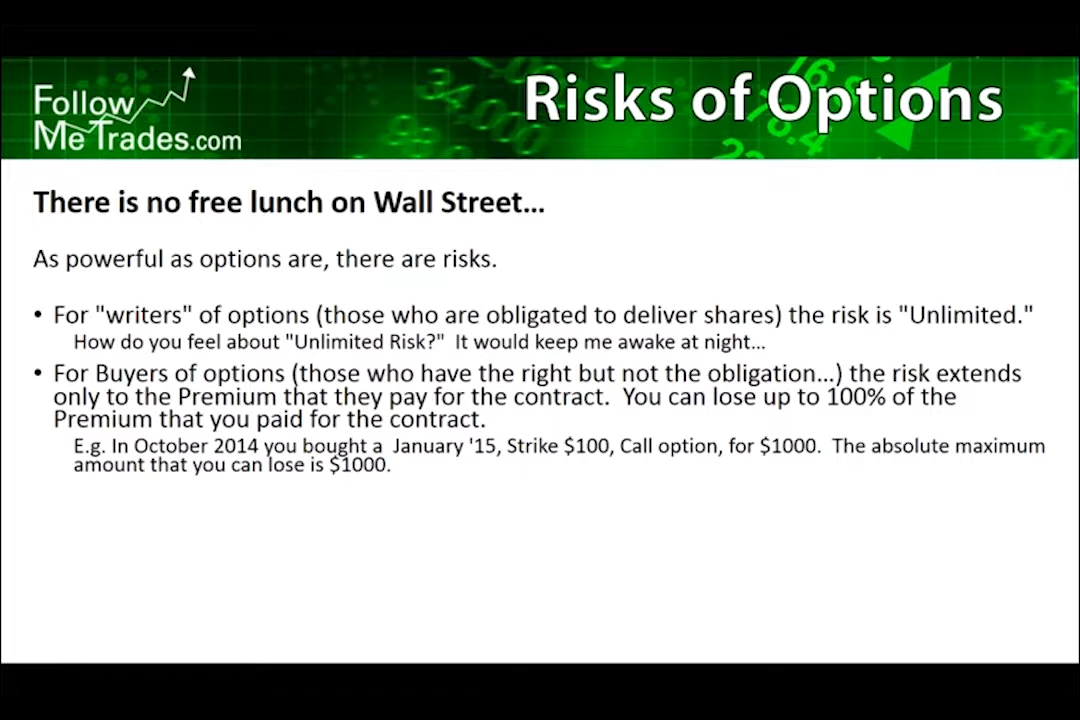 Follow
Me Trades.com
Risks of Options
There is no free lunch on Wall Street...
As powerful as options are, there are risks.
• For "writers" of options (those who are obligated to deliver shares) the risk is "Unlimited."
How do you feel about "Unlimited Risk?" It would keep me awake at night...
• For Buyers of options (those who have the right but not the obligation...) the risk extends
only to the Premium that they pay for the contract. You can lose up to 100% of the
Premium that you paid for the contract.
E.g. In October 2014 you bought a January '15, Strike $100, Call option, for $1000. The absolute maximum
amount that you can lose is $1000.